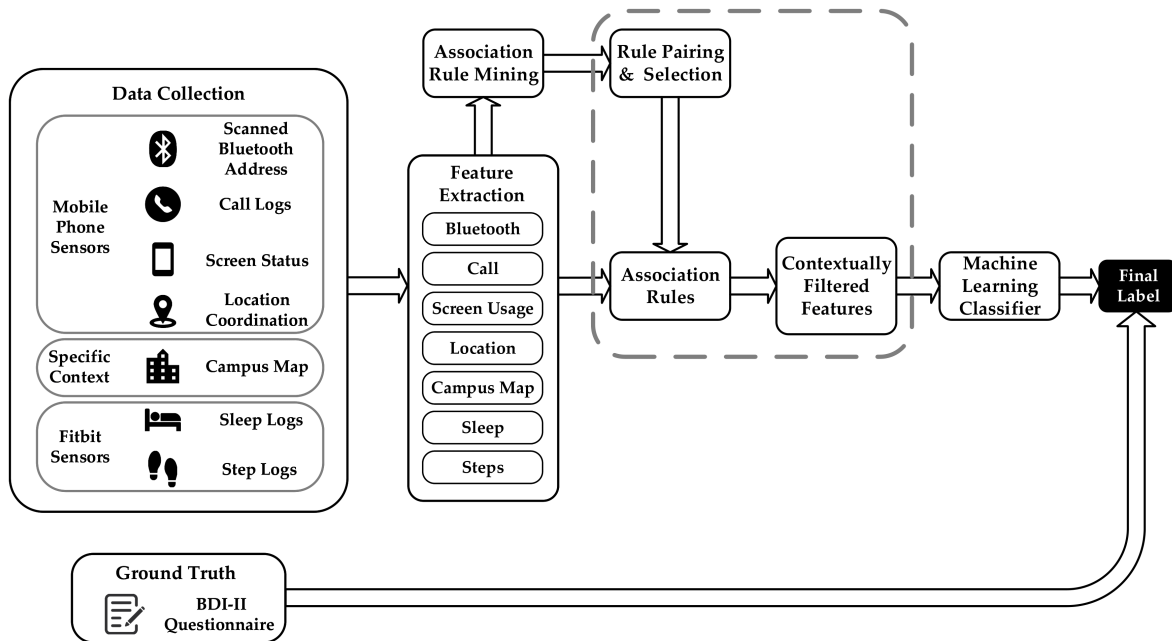 Data Collection
Mobile
Phone
Sensors
Scanned
Bluetooth
Address
Call Logs
Screen Status
Location
Coordination
Specific
Context
Campus Map
Fitbit
Sensors
Sleep Logs
Step Logs
Feature
Extraction
Bluetooth
Call
Screen Usage
Location
Campus Map
Sleep
Steps
Association
Rule Mining
Rule Pairing
& Selection
Association
Rules
Contextually
Filtered
Features
Machine
Learning
Classifier
Final
Label
Ground Truth
BDI-II
Questionnaire